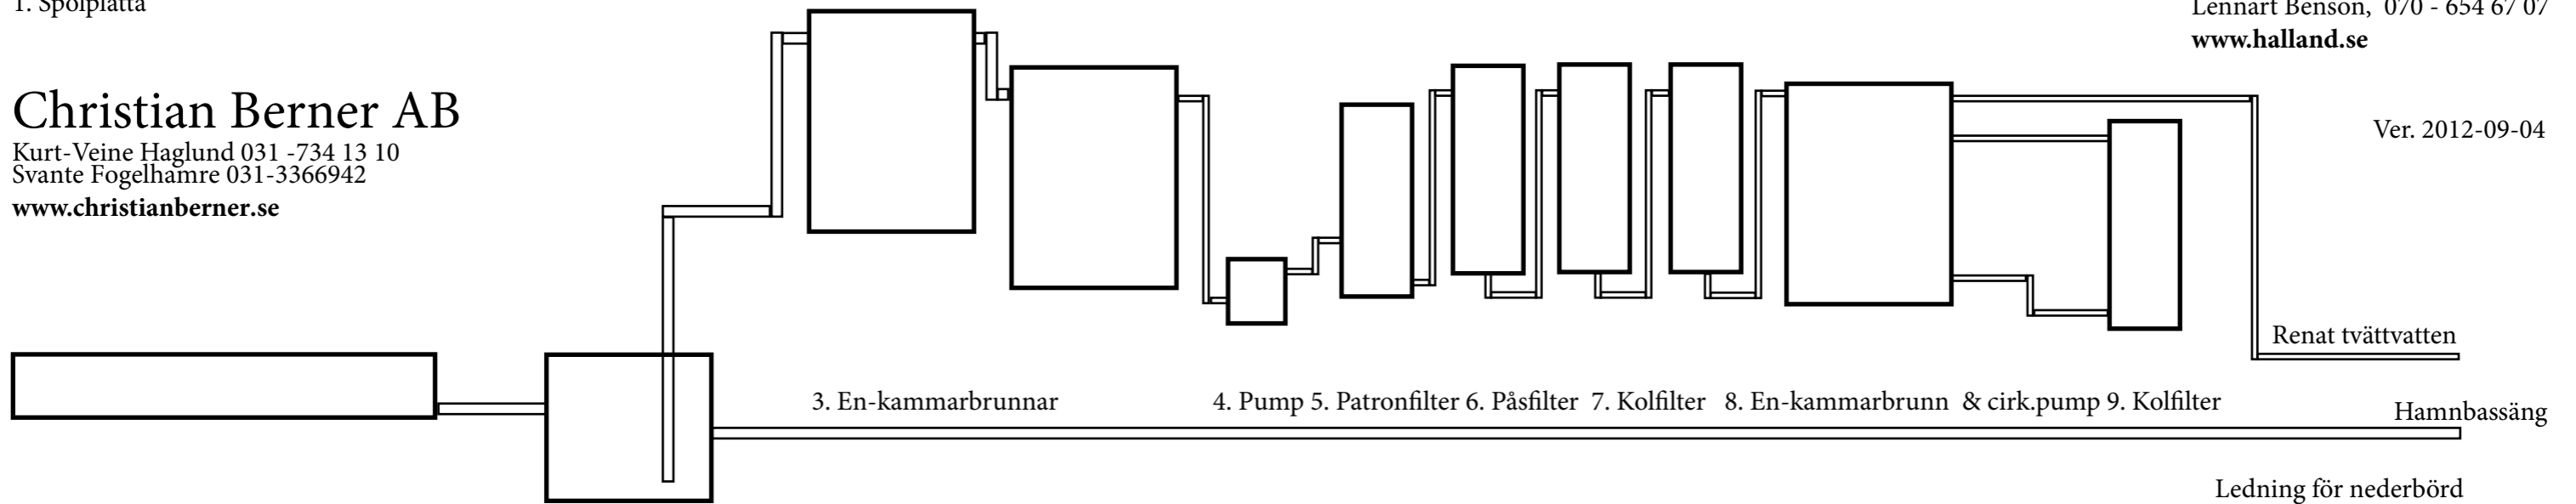 1. Spolplatta
Lennart Benson, 070 - 654 67 07
www.halland.se
Christian Berner AB
Kurt-Veine Haglund 031 -734 13 10
Svante Fogelhamre 031-3366942
www.christianberner.se
Ver. 2012-09-04
Renat tvättvatten
3. En-kammarbrunnar
4. Pump 5. Patronfilter 6. Påsfilter 7. Kolfilter 8. En-kammarbrunn & cirk.pump 9. Kolfilter
Hamnbassäng
Ledning för nederbörd